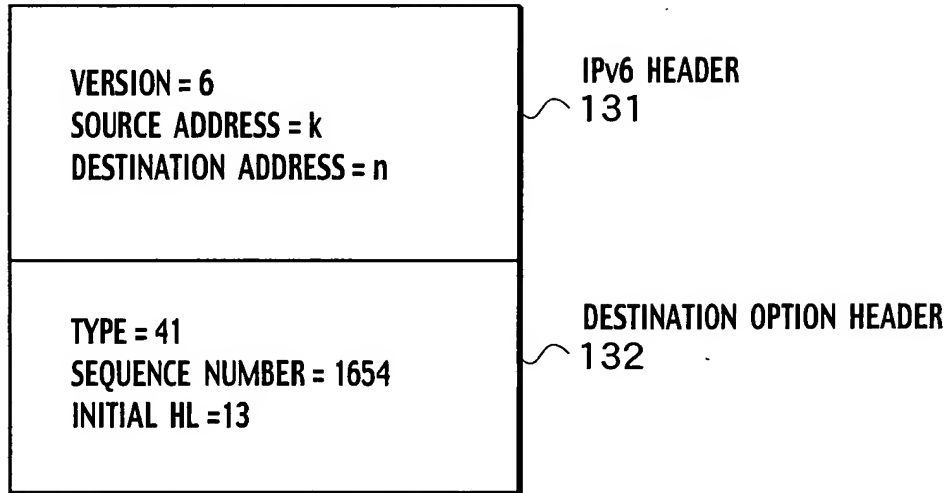 VERSION = 6
SOURCE ADDRESS = k
DESTINATION ADDRESS = n
IPv6 HEADER
131
TYPE = 41
SEQUENCE NUMBER = 1654
INITIAL HL =13
DESTINATION OPTION HEADER
132